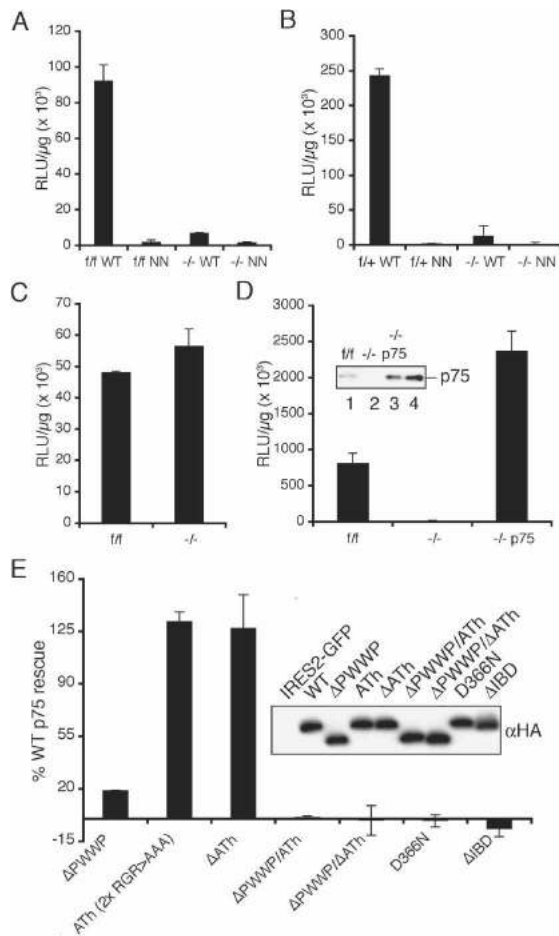 A
RLU/µg (x 10³)
120
100
80
60
40
20
0
f/f WT f/f NN -/- WT -/- NN
B
RLU/µg (x 10³)
300
250
200
150
100
50
0
f/+ WT f/+ NN -/- WT -/- NN
C
RLU/µg (x 10³)
70
60
50
40
30
20
10
0
f/f -/-
D
RLU/µg (x 10³)
3000
2500
2000
1500
1000
500
0
f/f -/- -/- p75
p75
1 2 3 4
f/f -/- -/- p75
E
% WT p75 rescue
160
125
90
55
20
-15
IRES2-GFP
WT
ΔPWWP
ATh
ΔATh
ΔPWWP/ATh
ΔPWWP/ΔATh
D366N
ΔIBD
αHA
ΔPWWP
ATh (2x RGR>AAA)
ΔATh
ΔPWWP/ATh
ΔPWWP/ΔATh
D366N
ΔIBD